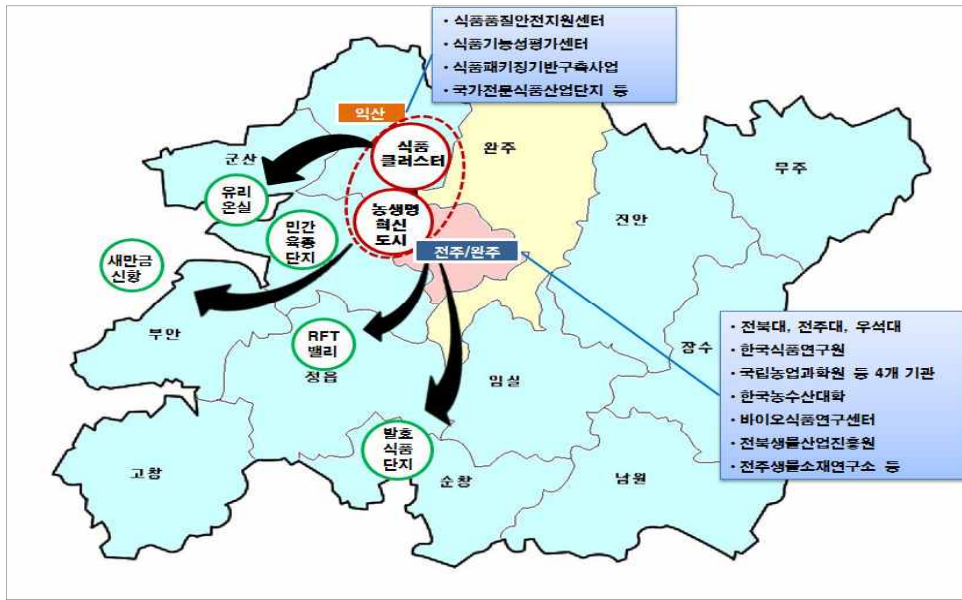 • 식품품질안전지원센터
• 식품기능성평가센터
• 식품패키징기반구축사업
• 국가전문식품산업단지 등
익산
식품
클러스터
완주
무주
군산
유리
온실
농생명
혁신
도시
진안
민간
육종
단지
전주/완주
새만금
신항
부안
RFT
밸리
정읍
임실
장수
• 전북대, 전주대, 우석대
• 한국식품연구원
• 국립농업과학원 등 4개 기관
• 한국농수산대학
• 바이오식품연구센터
• 전북생물산업진흥원
• 전주생물소재연구소 등
발효
식품
단지
고창
순창
남원